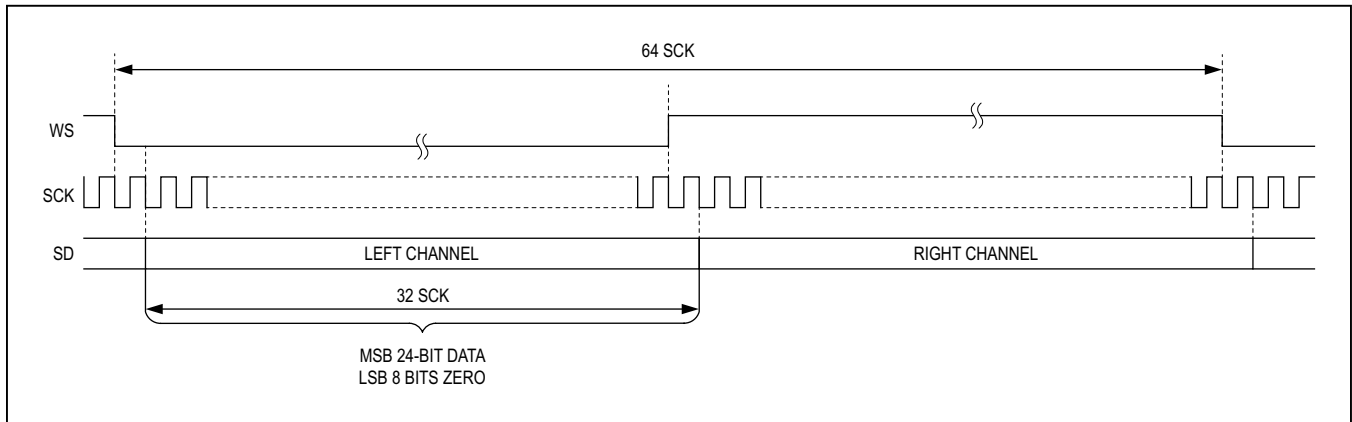 64 SCK
WS
SCK
SD
LEFT CHANNEL
RIGHT CHANNEL
32 SCK
MSB 24-BIT DATA
LSB 8 BITS ZERO